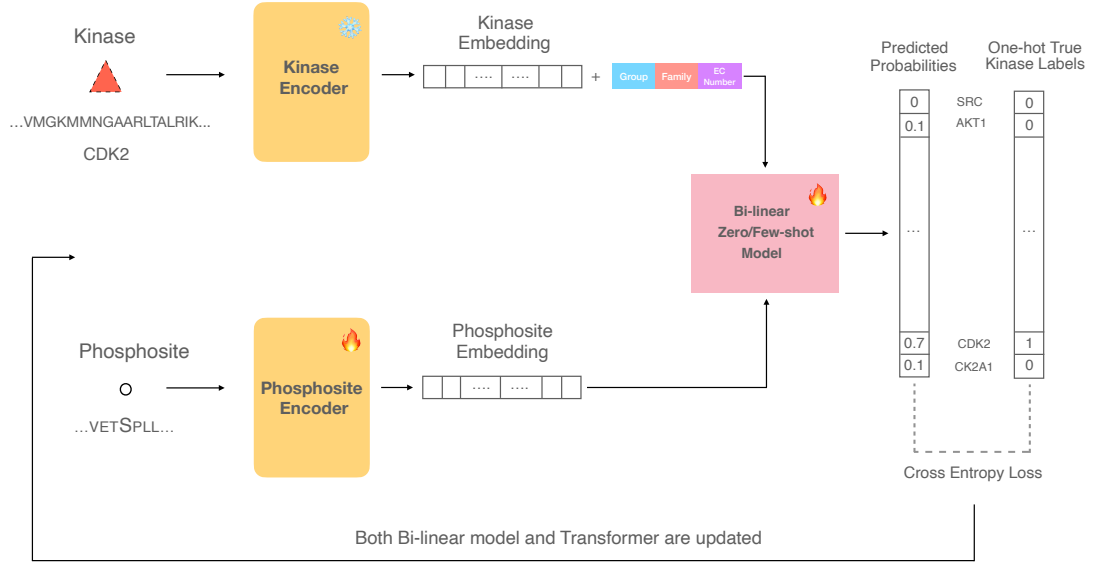 Kinase
…VMGKMMNGAARLTALRIK...
CDK2
Kinase
Encoder
Kinase
Embedding
.... ....
+
Group
Family
EC
Number
Bi-linear
Zero/Few-shot
Model
Phosphosite
…VETSPLL…
Phosphosite
Encoder
Phosphosite
Embedding
.... ....
Predicted
Probabilities
One-hot True
Kinase Labels
0 SRC 0
0.1 AKT1 0
... ...
0.7 CDK2 1
0.1 CK2A1 0
Cross Entropy Loss
Both Bi-linear model and Transformer are updated